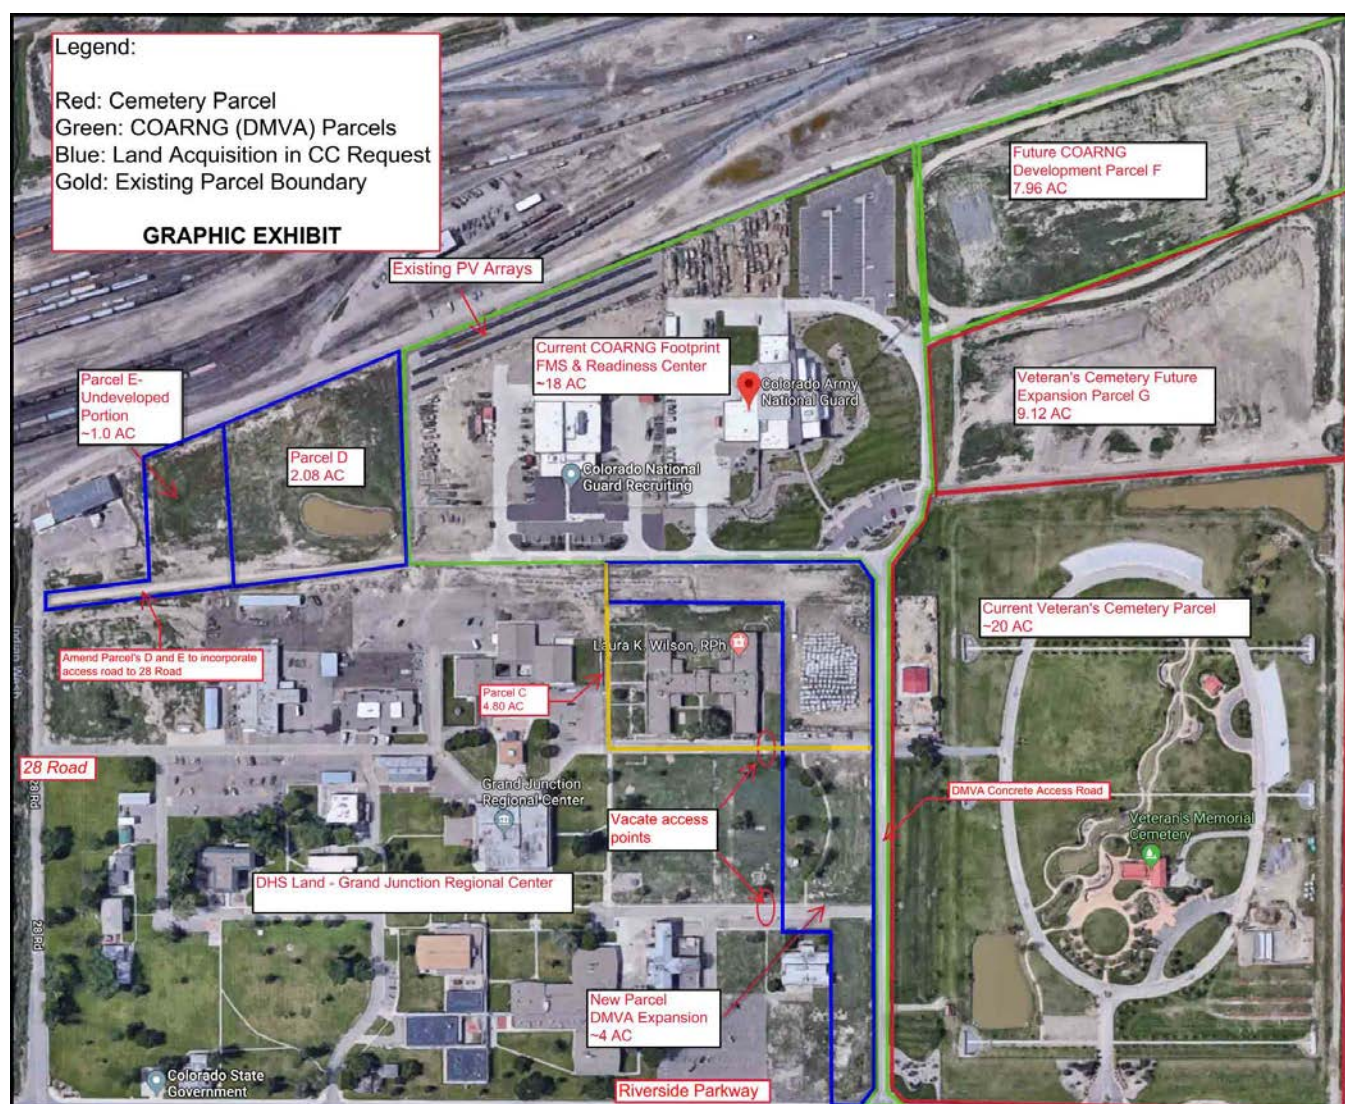 Legend:
Red: Cemetery Parcel
Green: COARNG (DMVA) Parcels
Blue: Land Acquisition in CC Request
Gold: Existing Parcel Boundary
GRAPHIC EXHIBIT
Existing PV Arrays
Future COARNG
Development Parcel F
7.96 AC
Current COARNG Footprint
FMS & Readiness Center
~18 AC
Colorado Army
National Guard
Parcel E-
Undeveloped
Portion
~1.0 AC
Veteran's Cemetery Future
Expansion Parcel G
9.12 AC
Parcel D
2.08 AC
Colorado National
Guard Recruiting
Current Veteran's Cemetery Parcel
~20 AC
Amend Parcel's D and E to incorporate
access road to 28 Road
Laura K. Wilson, RPh
Parcel C
4.80 AC
28 Road
28 Rd
Grand Junction
Regional Center
DMVA Concrete Access Road
Vacate access
points
Veteran's Memorial
Cemetery
DHS Land - Grand Junction Regional Center
28 Rd
New Parcel
DMVA Expansion
~4 AC
Colorado State
Government
Riverside Parkway